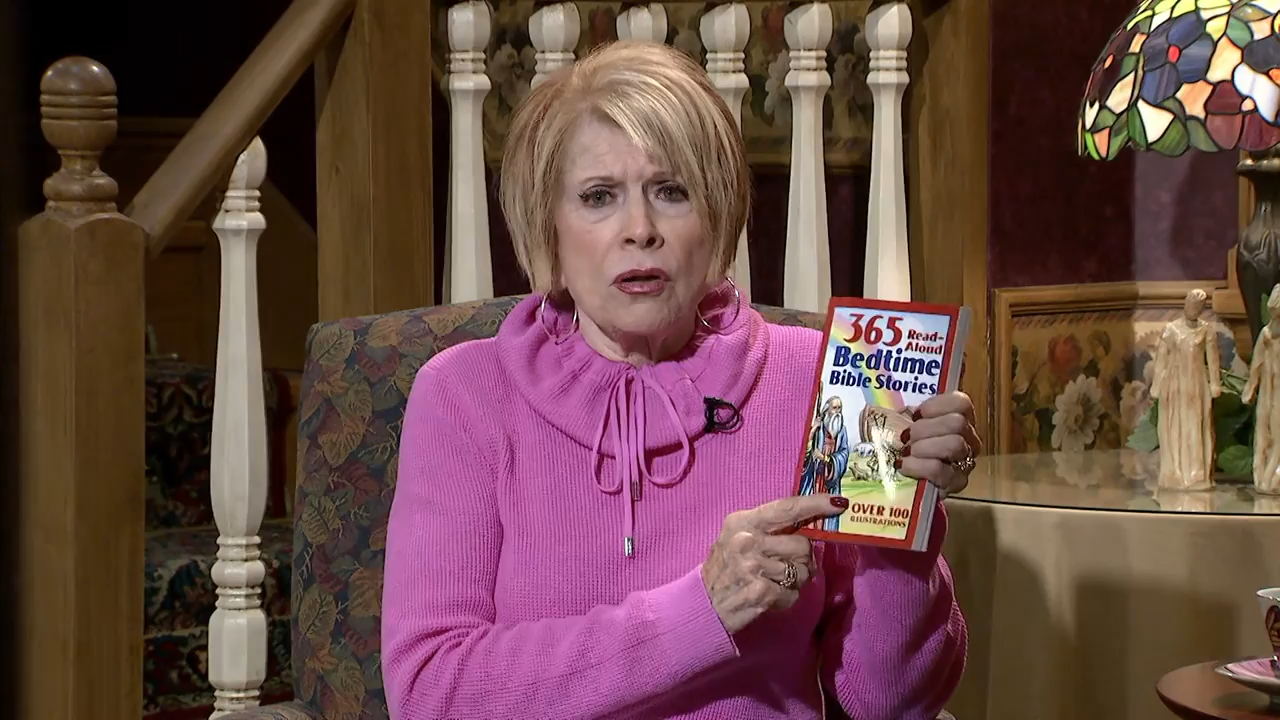 365 Read-
Aloud
Bedtime
Bible Stories
OVER 100
ILLUSTRATIONS